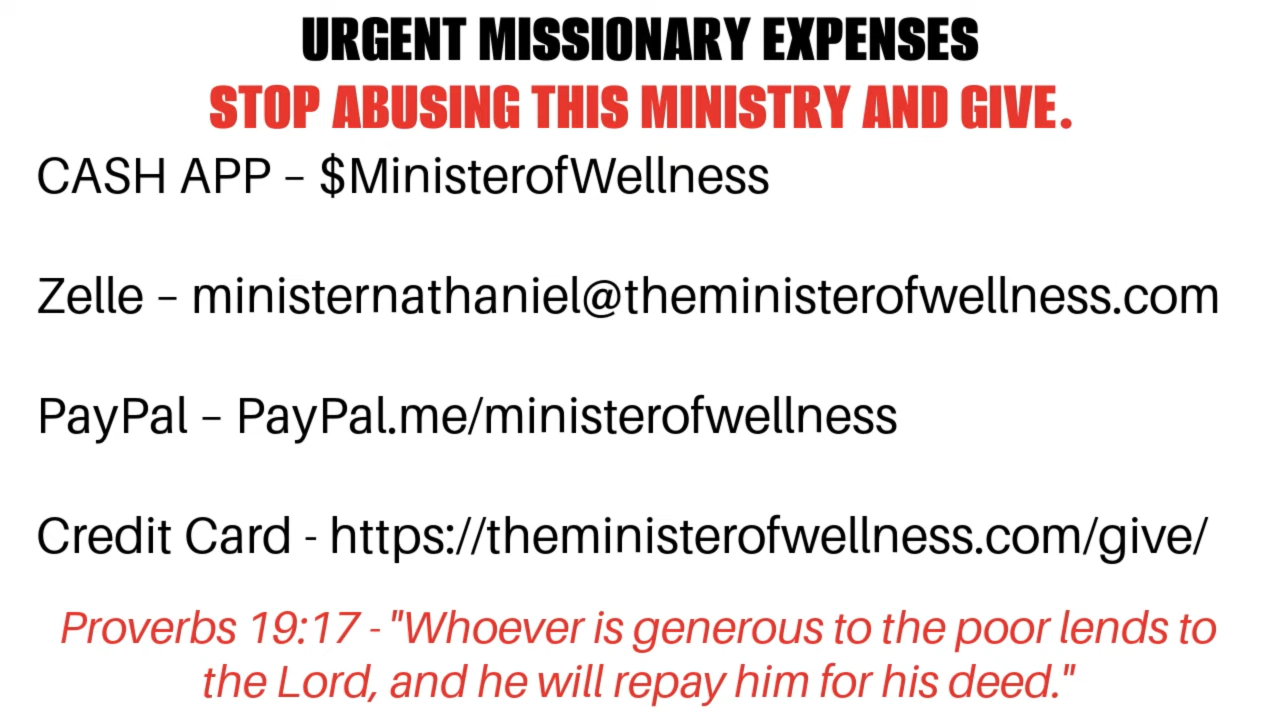 URGENT MISSIONARY EXPENSES
STOP ABUSING THIS MINISTRY AND GIVE.
CASH APP – $MinisterofWellness
Zelle – ministernathaniel@theministerofwellness.com
PayPal – PayPal.me/ministerofwellness
Credit Card - https://theministerofwellness.com/give/
Proverbs 19:17 - "Whoever is generous to the poor lends to
the Lord, and he will repay him for his deed."